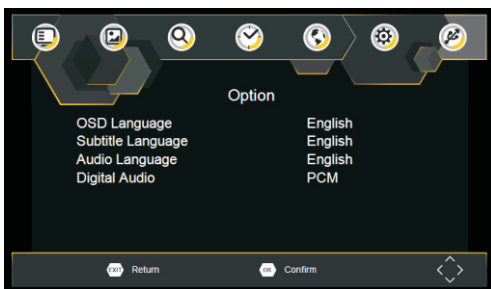 Option
OSD Language English
Subtitle Language English
Audio Language English
Digital Audio PCM
EXIT Return OK Confirm